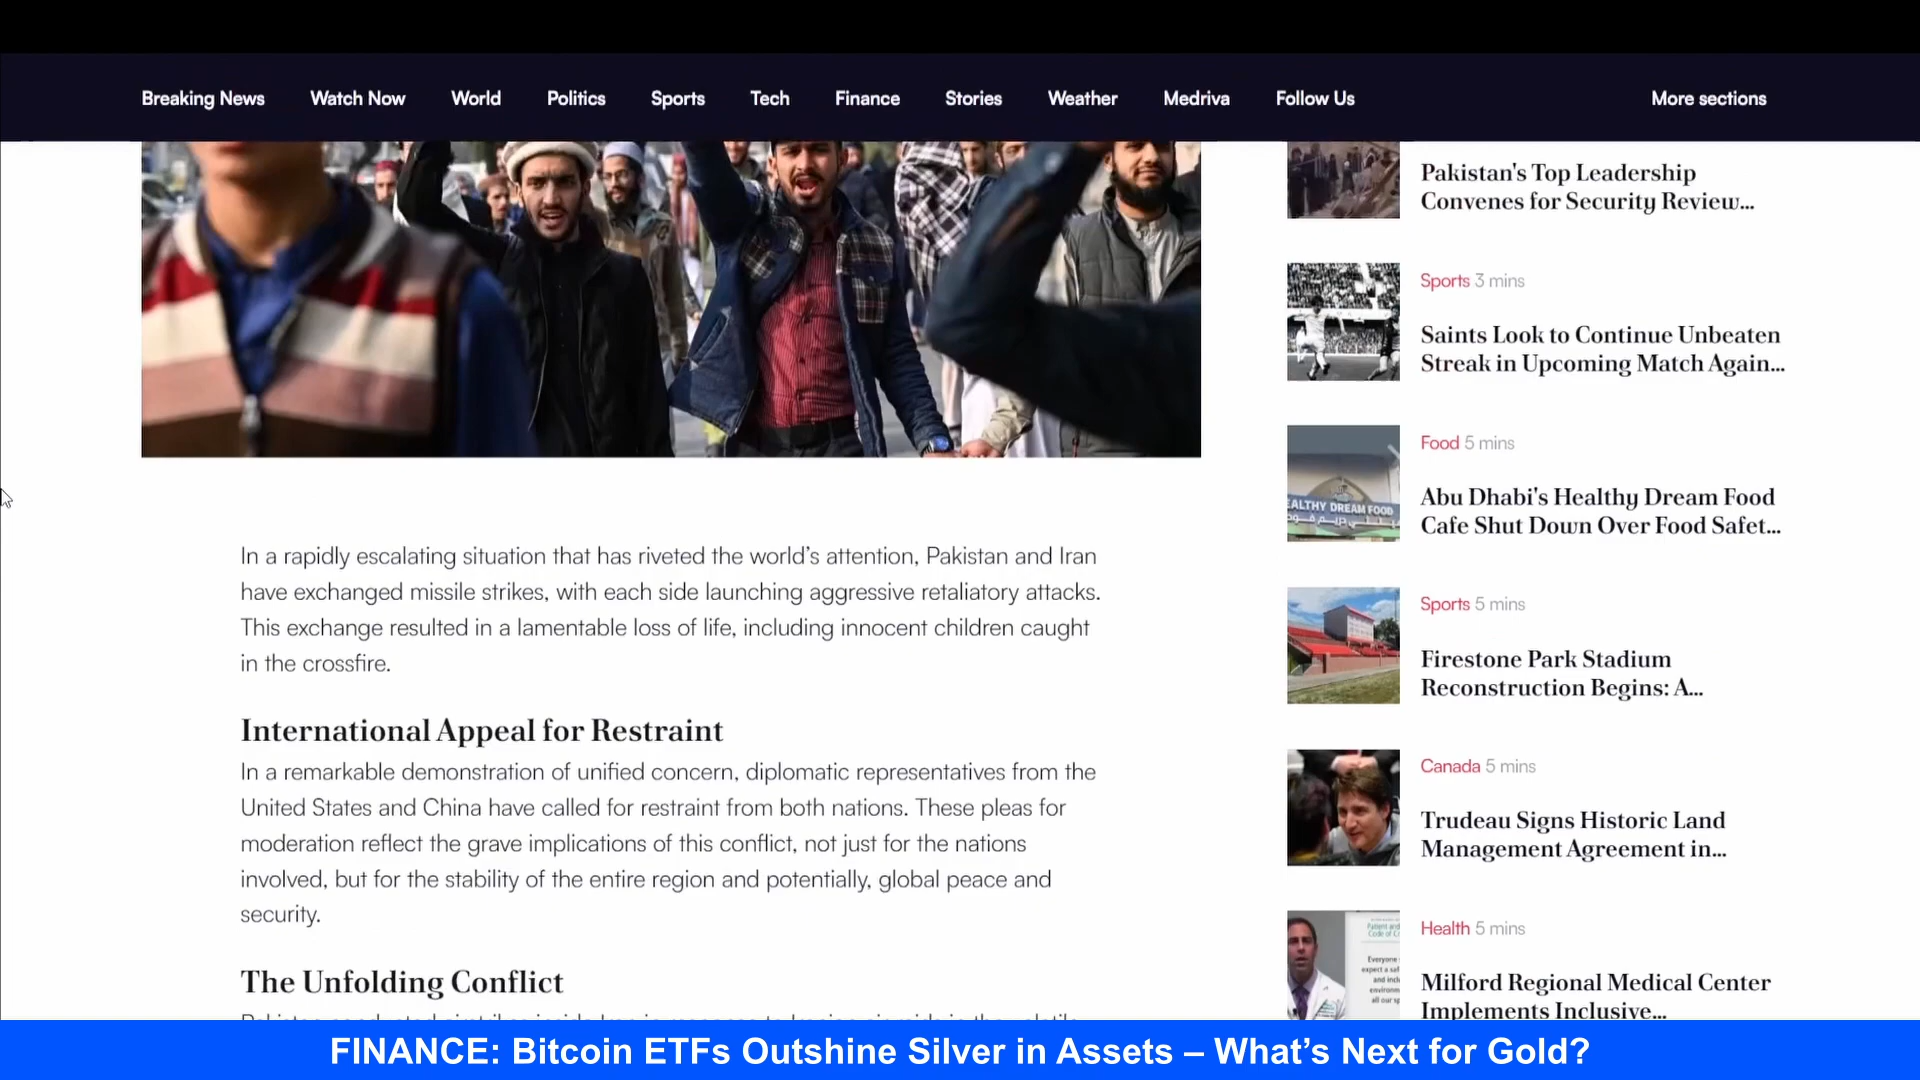 Breaking News Watch Now World Politics Sports Tech Finance Stories Weather Medriva Follow Us More sections
In a rapidly escalating situation that has riveted the world’s attention, Pakistan and Iran
have exchanged missile strikes, with each side launching aggressive retaliatory attacks.
This exchange resulted in a lamentable loss of life, including innocent children caught
in the crossfire.
International Appeal for Restraint
In a remarkable demonstration of unified concern, diplomatic representatives from the
United States and China have called for restraint from both nations. These pleas for
moderation reflect the grave implications of this conflict, not just for the nations
involved, but for the stability of the entire region and potentially, global peace and
security.
The Unfolding Conflict
Pakistan's Top Leadership
Convenes for Security Review...
Sports 3 mins
Saints Look to Continue Unbeaten
Streak in Upcoming Match Again...
Food 5 mins
EALTHY DREAM FOOD
Abu Dhabi's Healthy Dream Food
Cafe Shut Down Over Food Safet...
Sports 5 mins
Firestone Park Stadium
Reconstruction Begins: A...
Canada 5 mins
Trudeau Signs Historic Land
Management Agreement in...
Health 5 mins
Milford Regional Medical Center
Implements Inclusive...
FINANCE: Bitcoin ETFs Outshine Silver in Assets – What’s Next for Gold?